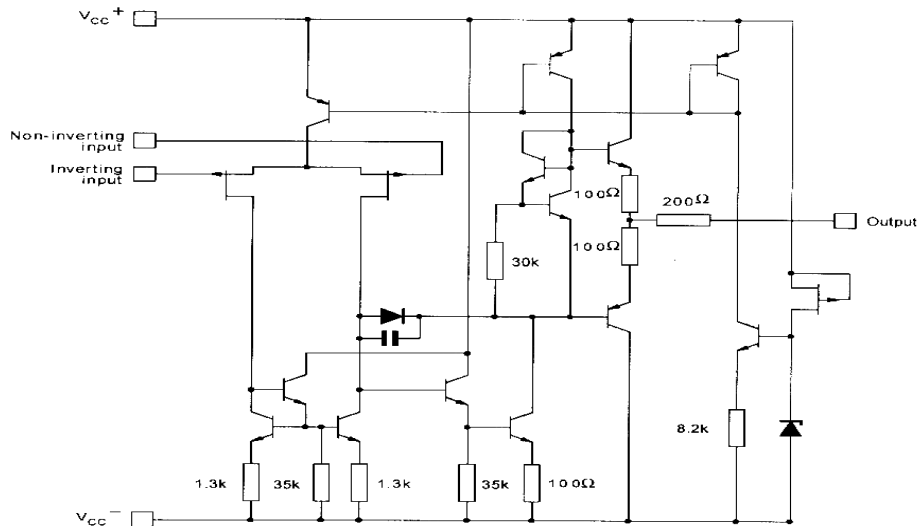 VCC+
Non-inverting
input
Inverting
input
100Ω
200Ω
Output
100Ω
30k
8.2k
1.3k
35k
1.3k
35k
100Ω
VCC−